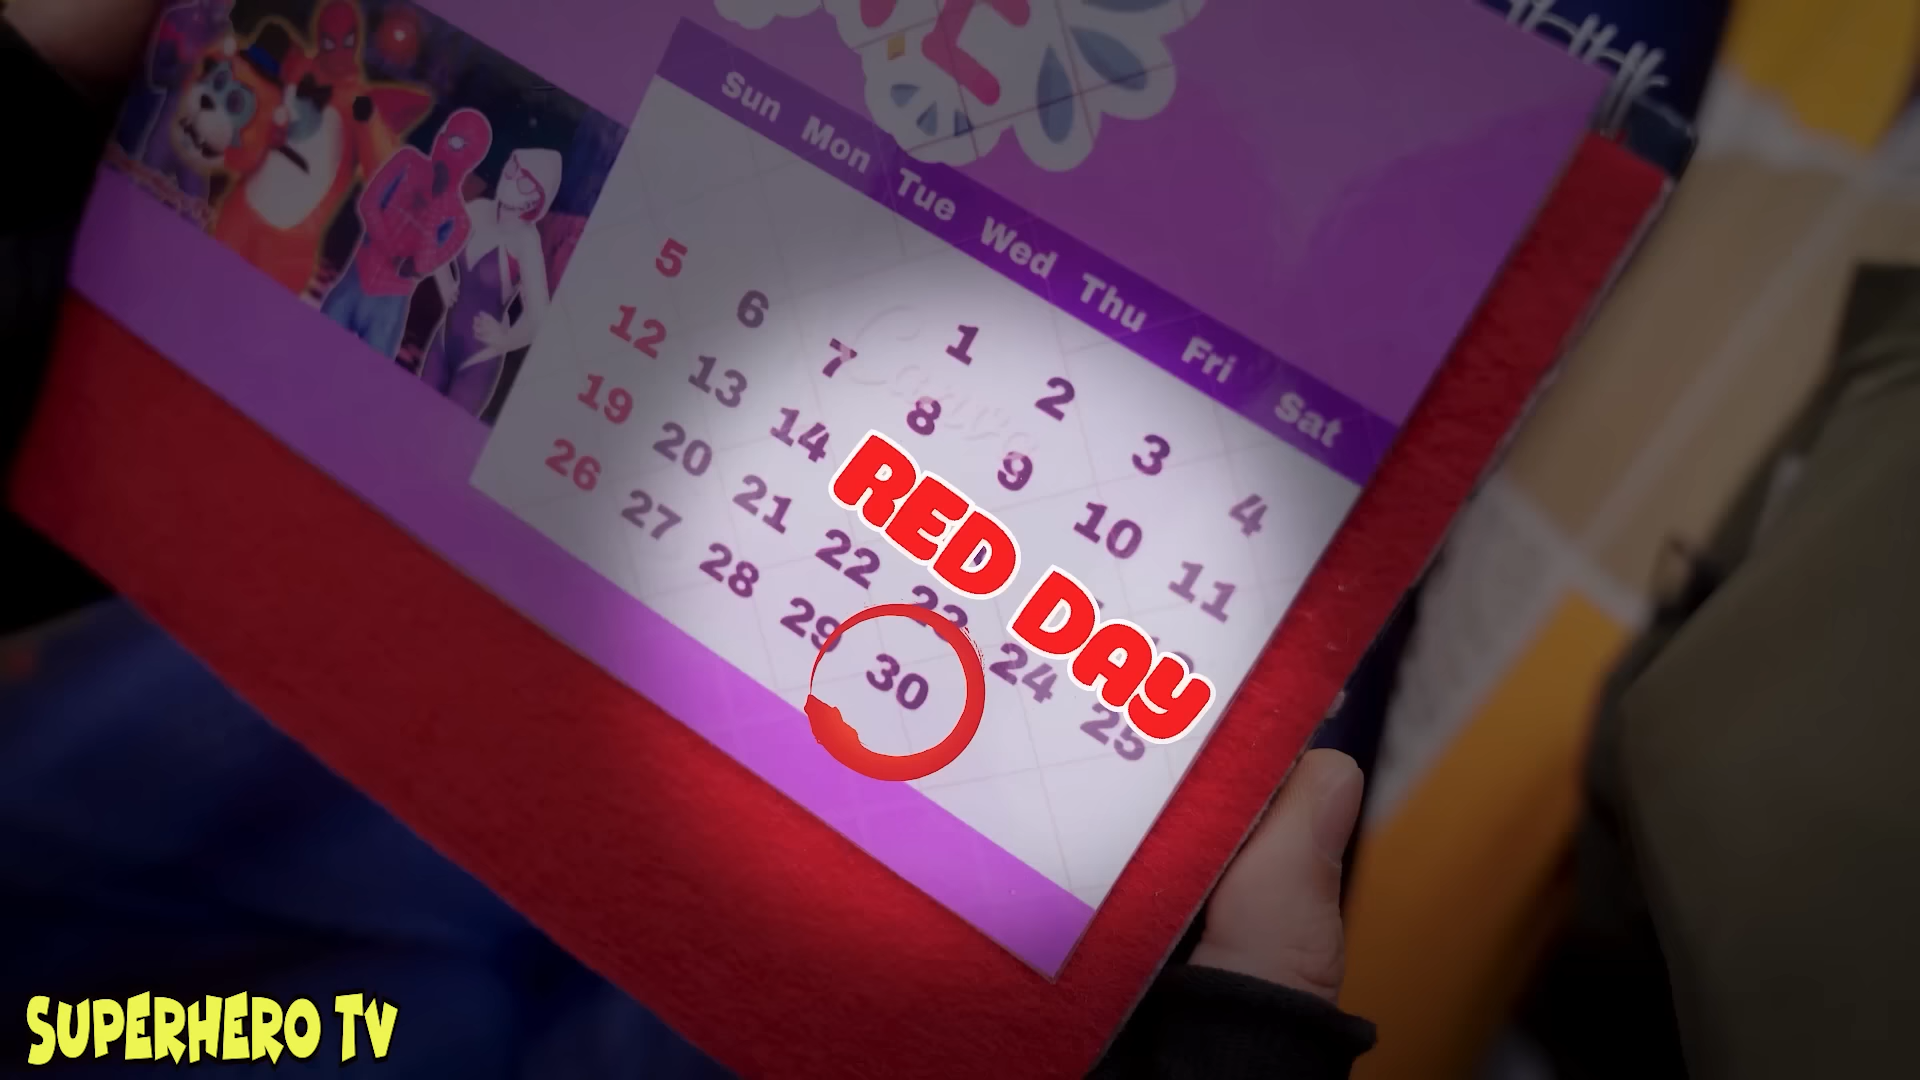 Sun Mon Tue Wed Thu Fri Sat
1 2 3 4
5 6 7 8 9 10 11
12 13 14
19 20 21 22 23 24 25
26 27 28 29 30
RED DAY
SUPERHERO TV